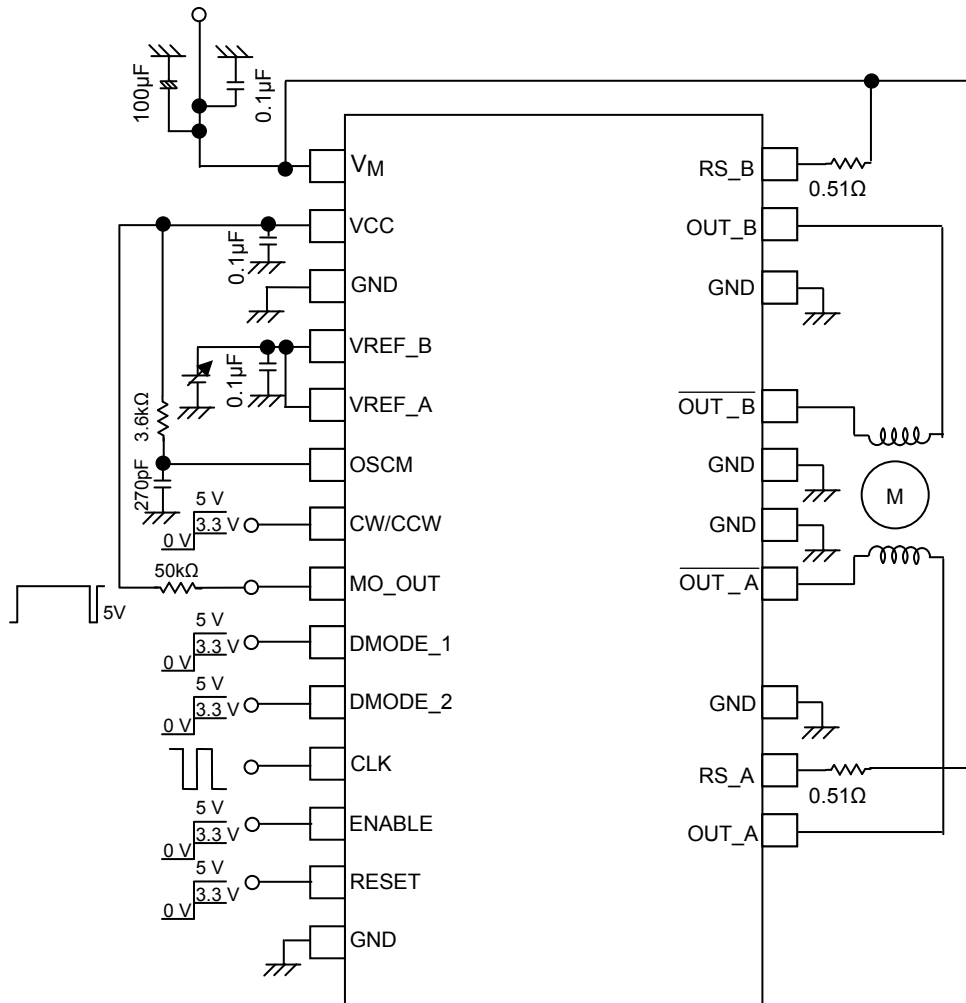 100µF
0.1µF
VM
RS_B
0.51Ω
VCC
OUT_B
0.1µF
GND
GND
VREF_B
0.1µF
VREF_A
OUT_B
3.6kΩ
270pF
OSCM
GND
M
5 V
3.3 V
0 V
CW/CCW
GND
50kΩ
MO_OUT
OUT_A
5V
5 V
3.3 V
0 V
DMODE_1
5 V
3.3 V
0 V
DMODE_2
GND
CLK
RS_A
0.51Ω
5 V
3.3 V
0 V
ENABLE
OUT_A
5 V
3.3 V
0 V
RESET
GND